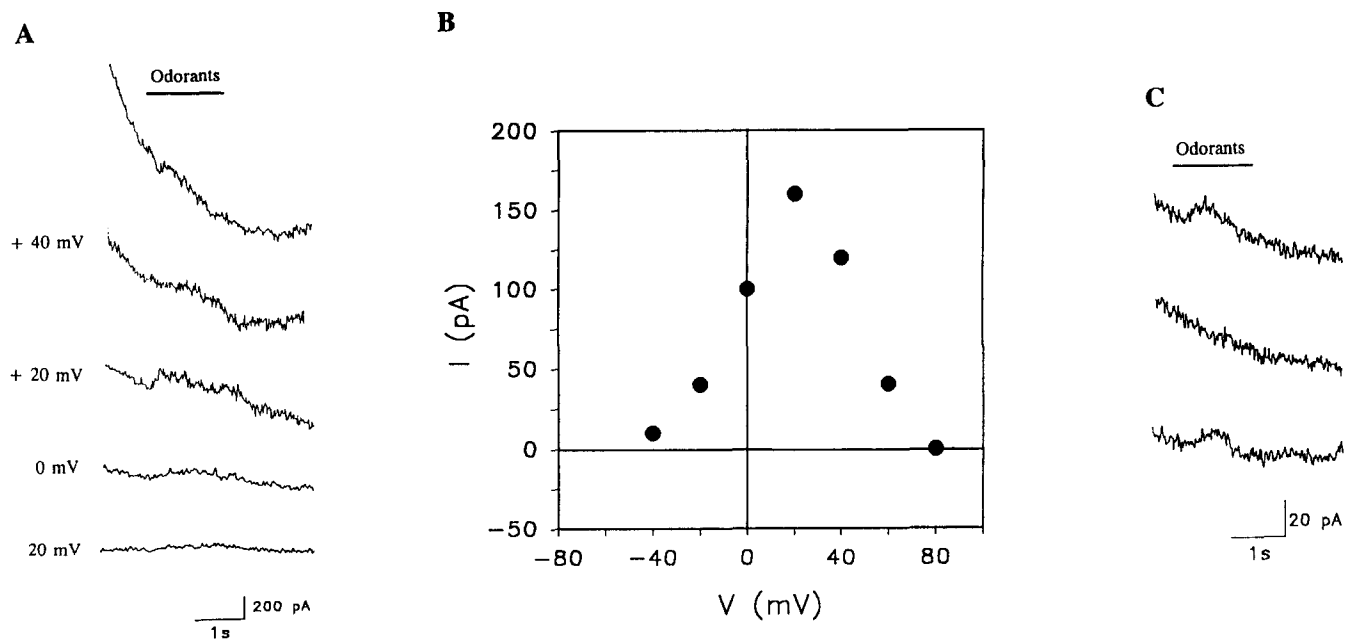 A
Odorants
+ 40 mV
+ 20 mV
0 mV
20 mV
200 pA
1s
B
200
150
100
50
0
−50
I (pA)
−80
−40
0
40
80
V (mV)
C
Odorants
20 pA
1s